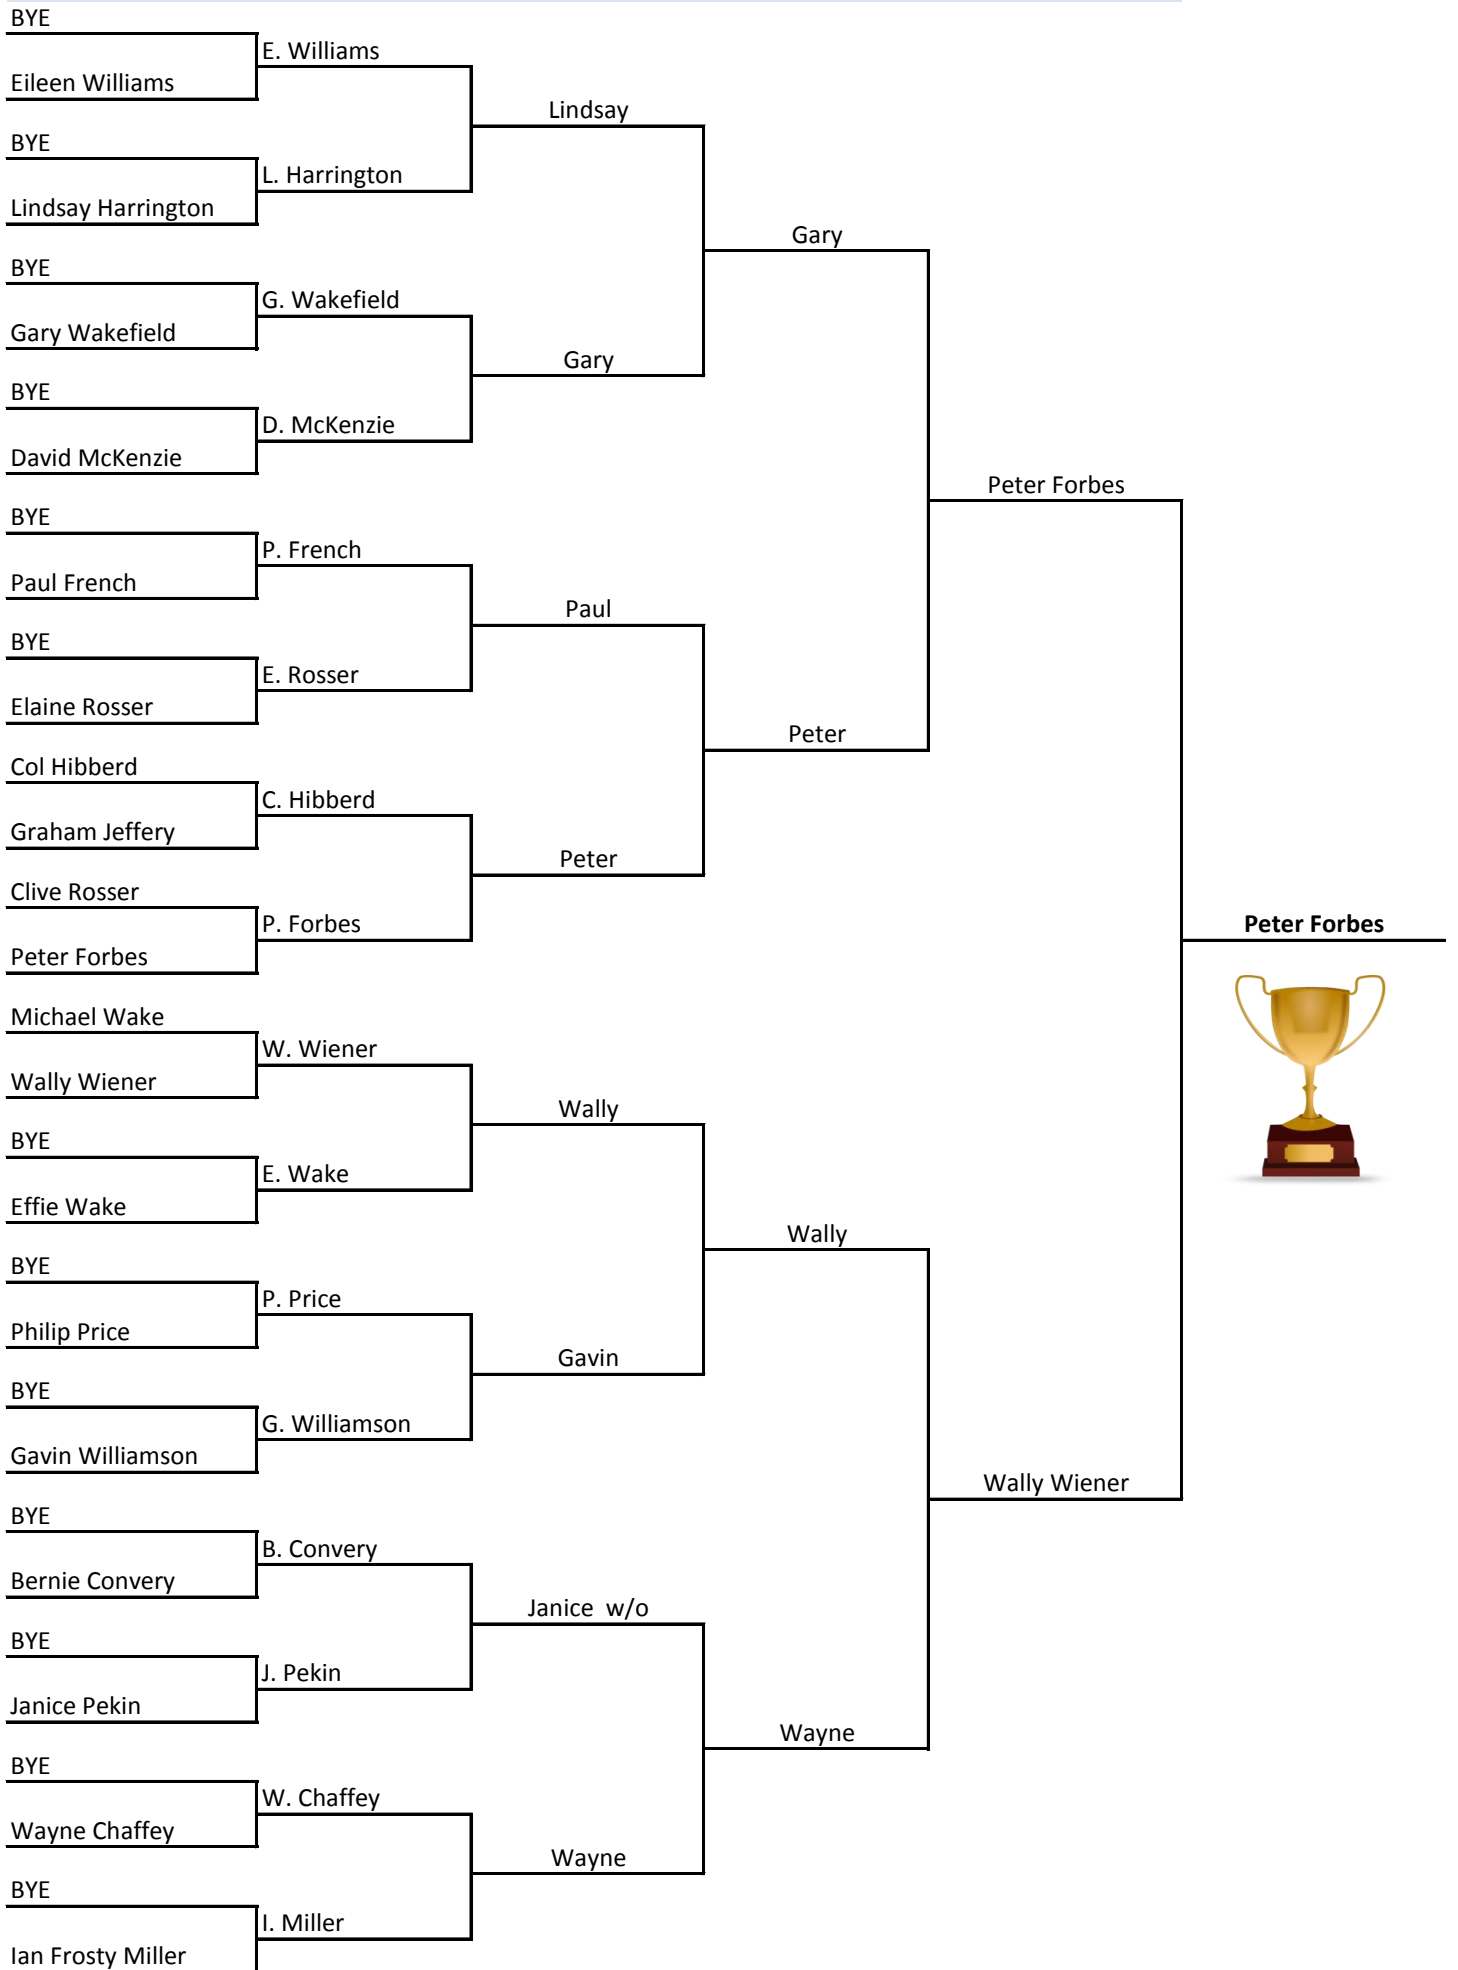 BYE
Eileen Williams
BYE
Lindsay Harrington
BYE
Gary Wakefield
BYE
David McKenzie
BYE
Paul French
BYE
Elaine Rosser
Col Hibberd
Graham Jeffery
Clive Rosser
Peter Forbes
Michael Wake
Wally Wiener
BYE
Effie Wake
BYE
Philip Price
BYE
Gavin Williamson
BYE
Bernie Convery
BYE
Janice Pekin
BYE
Wayne Chaffey
BYE
Ian Frosty Miller
E. Williams
L. Harrington
G. Wakefield
D. McKenzie
P. French
E. Rosser
C. Hibberd
P. Forbes
W. Wiener
E. Wake
P. Price
G. Williamson
B. Convery
J. Pekin
W. Chaffey
I. Miller
Lindsay
Gary
Paul
Peter
Wally
Gavin
Janice w/o
Wayne
Gary
Peter
Wally
Wayne
Peter Forbes
Wally Wiener
Peter Forbes